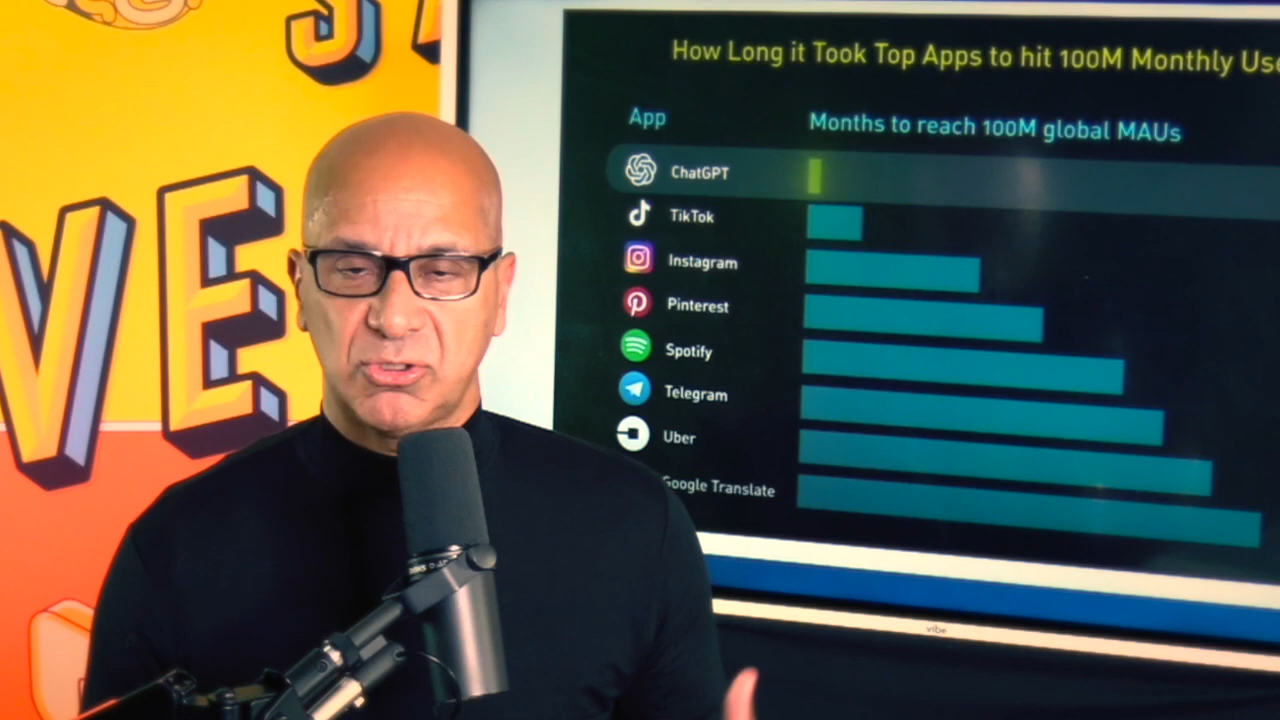 VE
How Long it Took Top Apps to hit 100M Monthly Use
App
Months to reach 100M global MAUs
ChatGPT
TikTok
Instagram
Pinterest
Spotify
Telegram
Uber
Google Translate
vibe